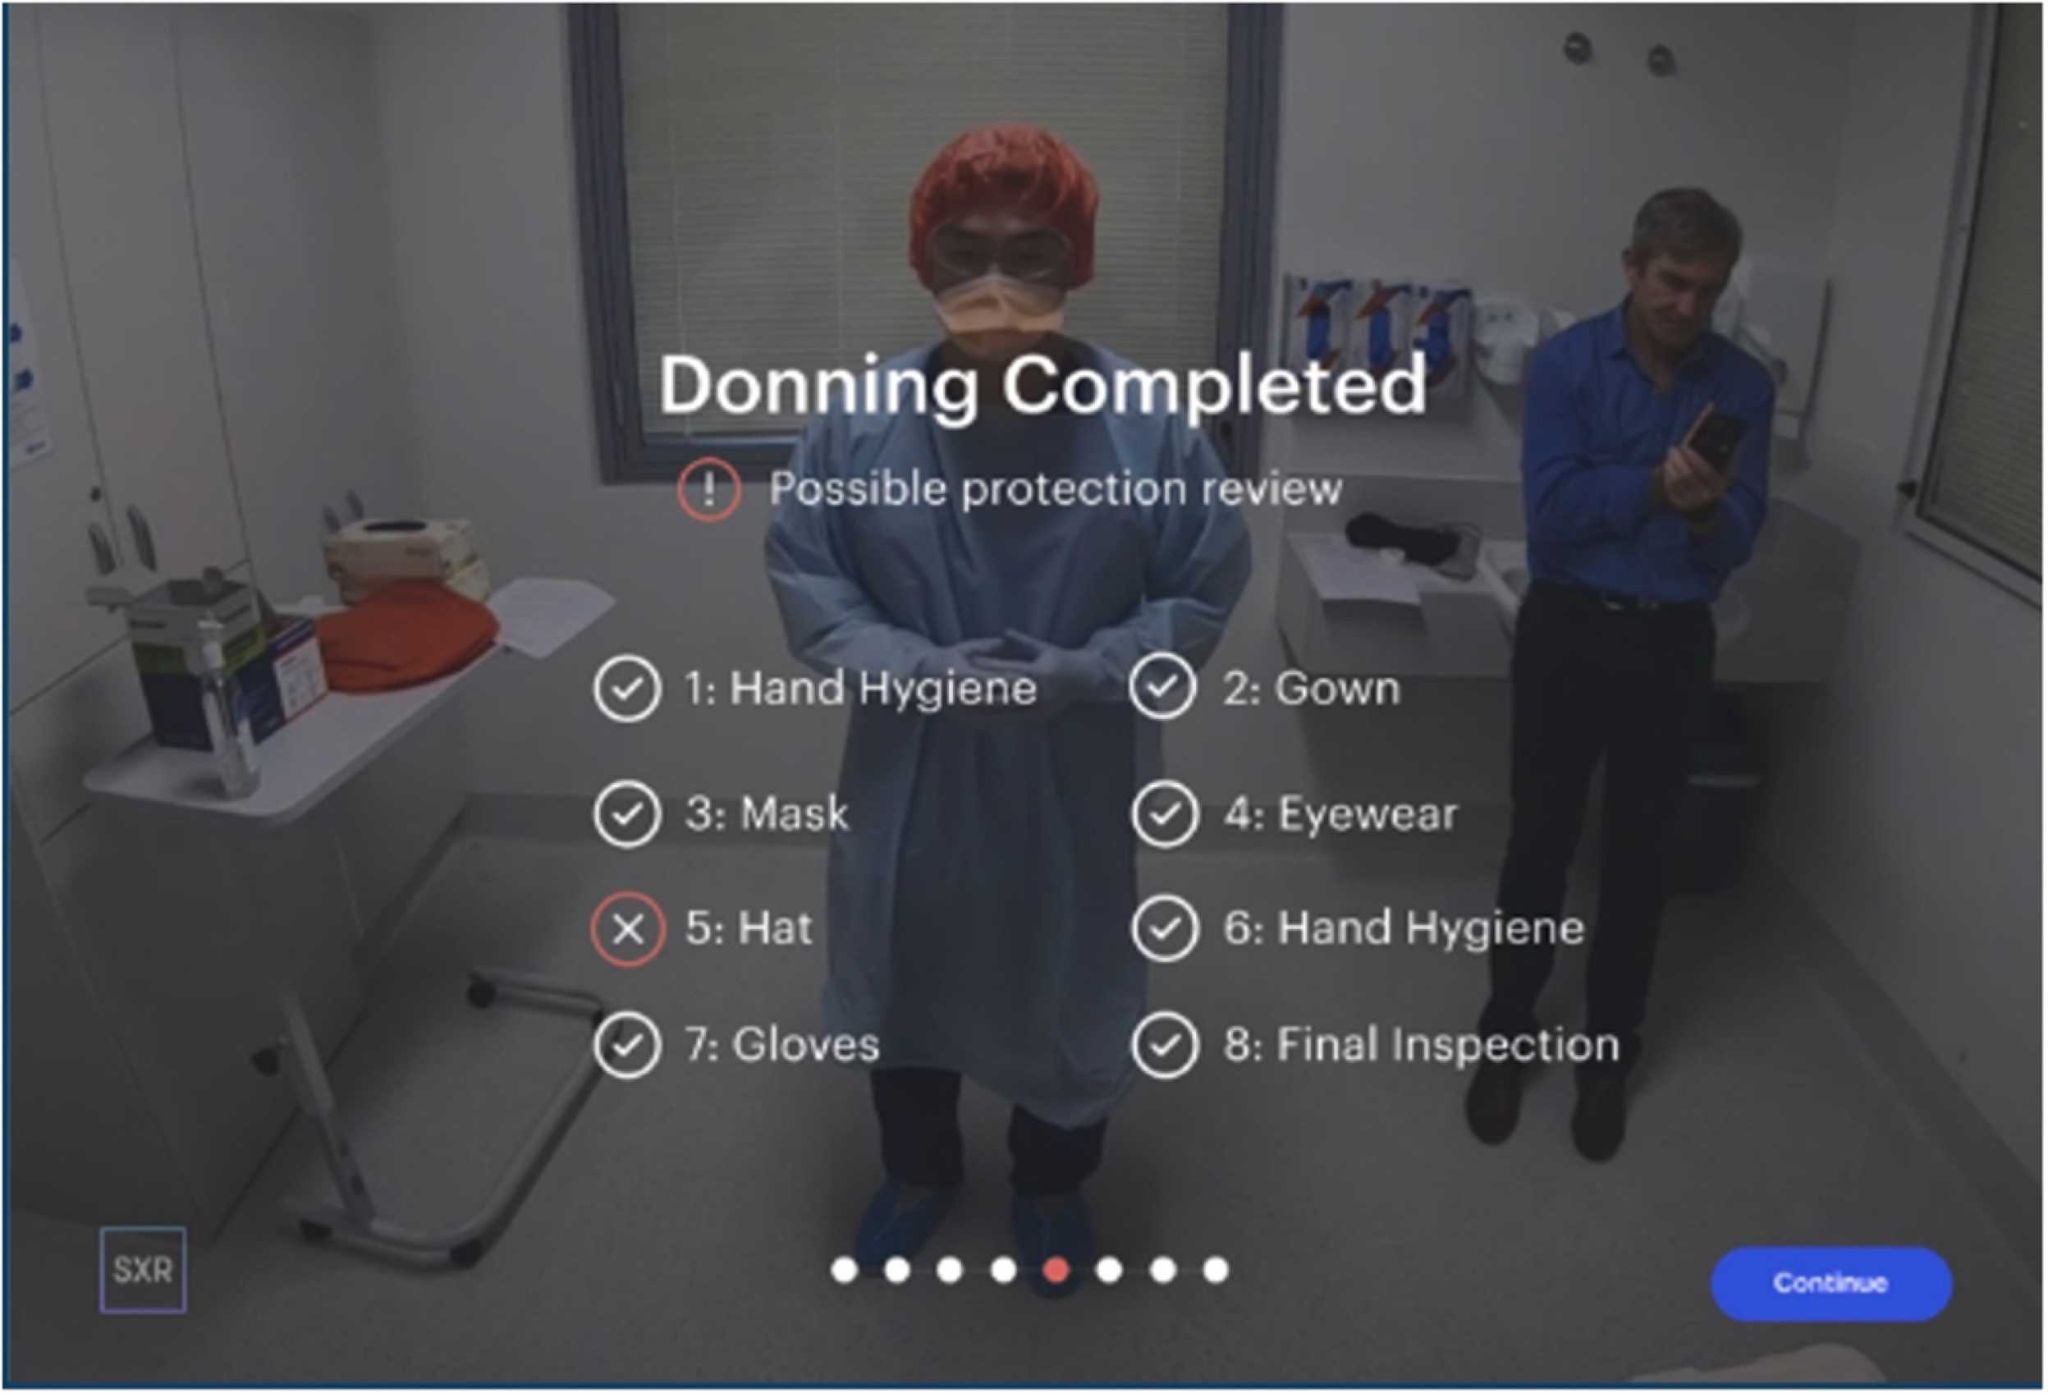 Donning Completed
! Possible protection review
1: Hand Hygiene
2: Gown
3: Mask
4: Eyewear
5: Hat
6: Hand Hygiene
7: Gloves
8: Final Inspection
SXR
Continue